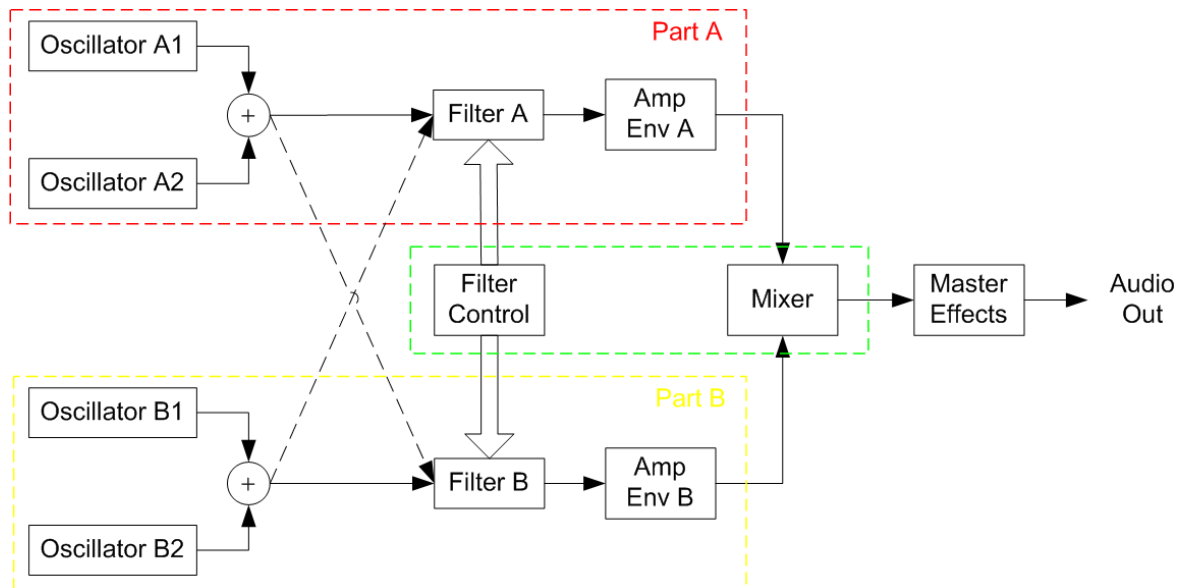 Part A
Oscillator A1
+
Oscillator A2
Filter A
Amp
Env A
Filter
Control
Mixer
Master
Effects
Audio
Out
Part B
Oscillator B1
+
Oscillator B2
Filter B
Amp
Env B